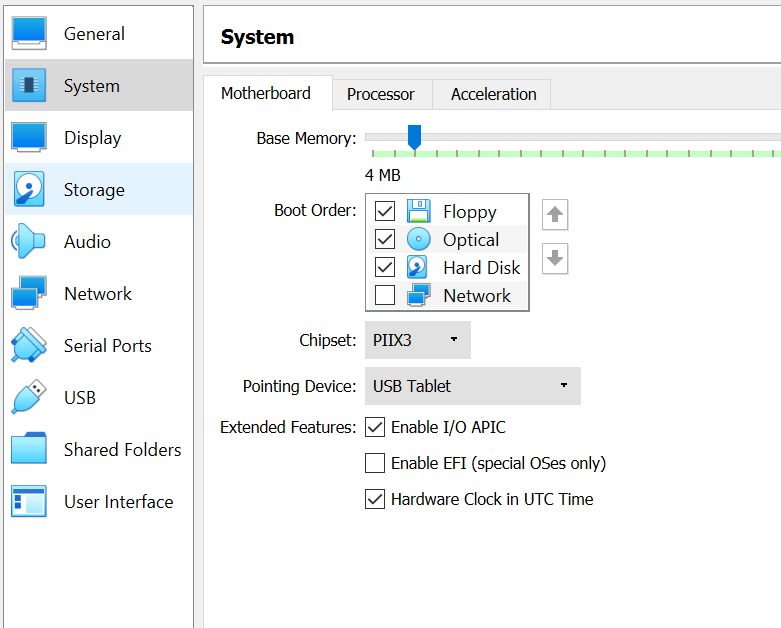 General
System
Display
Storage
Audio
Network
Serial Ports
USB
Shared Folders
User Interface
System
Motherboard Processor Acceleration
Base Memory:
4 MB
Boot Order:
Floppy
Optical
Hard Disk
Network
Chipset: PIIX3
Pointing Device: USB Tablet
Extended Features: Enable I/O APIC
Enable EFI (special OSes only)
Hardware Clock in UTC Time